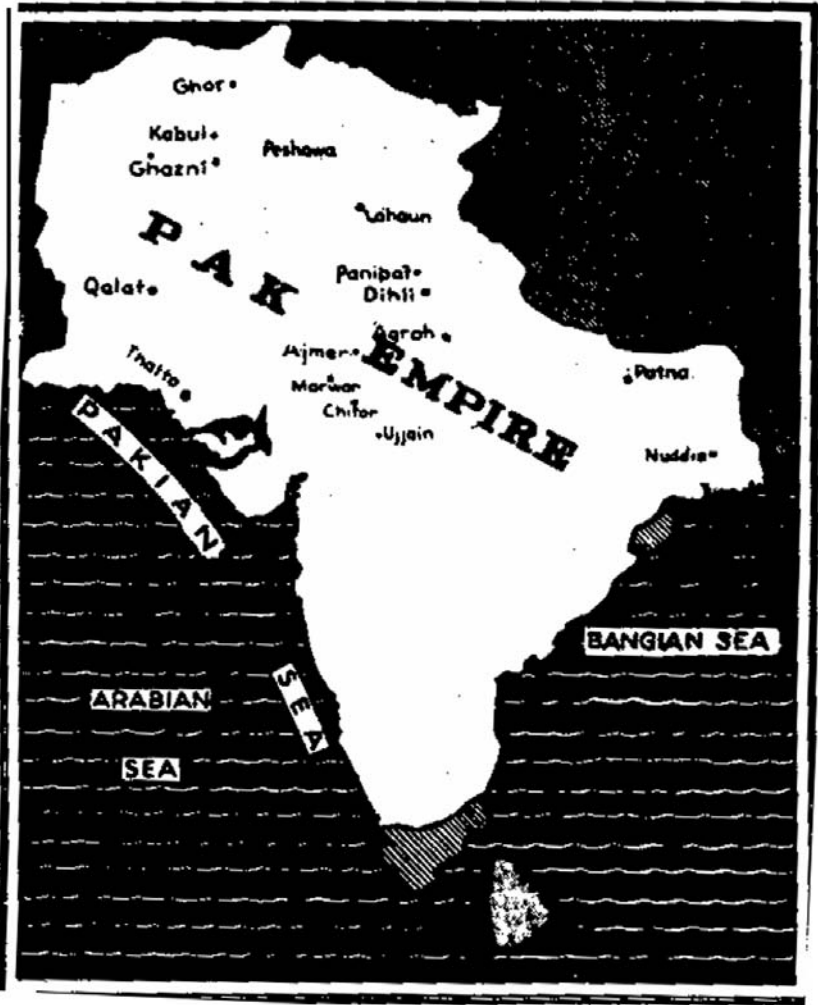 Ghor
Kabul
Peshawa
Ghazni
Lahaun
PAK
Panipat
Qalat
Dihli
Agrah
Ajmer
EMPIRE
Thatta
Marwar
Patna
Chitor
Ujjain
PAKIAN
Nuddia
BANGIAN SEA
SEA
ARABIAN
SEA